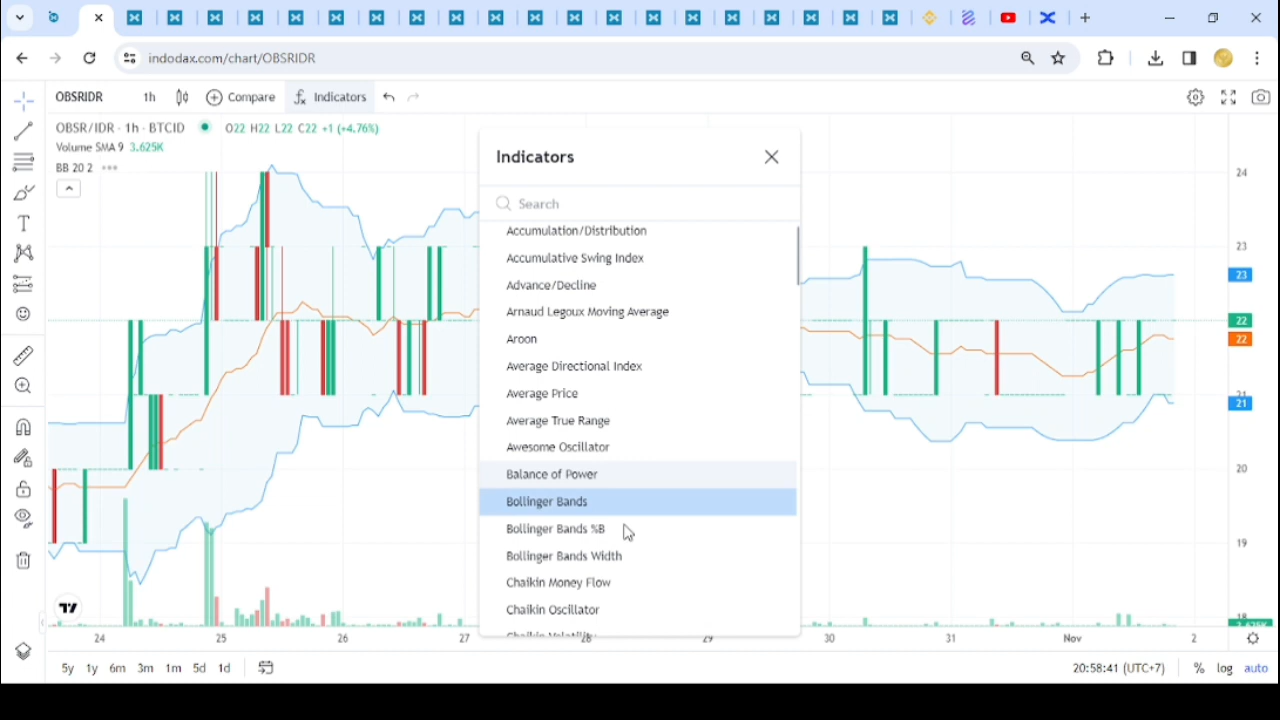 indodax.com/chart/OBSRIDR
OBSRIDR 1h Compare Indicators
OBSR/IDR · 1h · BTCID O22 H22 L22 C22 +1 (+4.76%)
Volume SMA 9 3.625K
BB 20 2
Indicators
Search
Accumulation/Distribution
Accumulative Swing Index
Advance/Decline
Arnaud Legoux Moving Average
Aroon
Average Directional Index
Average Price
Average True Range
Awesome Oscillator
Balance of Power
Bollinger Bands
Bollinger Bands %B
Bollinger Bands Width
Chaikin Money Flow
Chaikin Oscillator
Chaikin Volatility
24
23
23
22
22
21
21
20
19
18
3.625K
24 25 26 27 28 29 30 31 Nov 2
5y 1y 6m 3m 1m 5d 1d 20:58:41 (UTC+7) % log auto